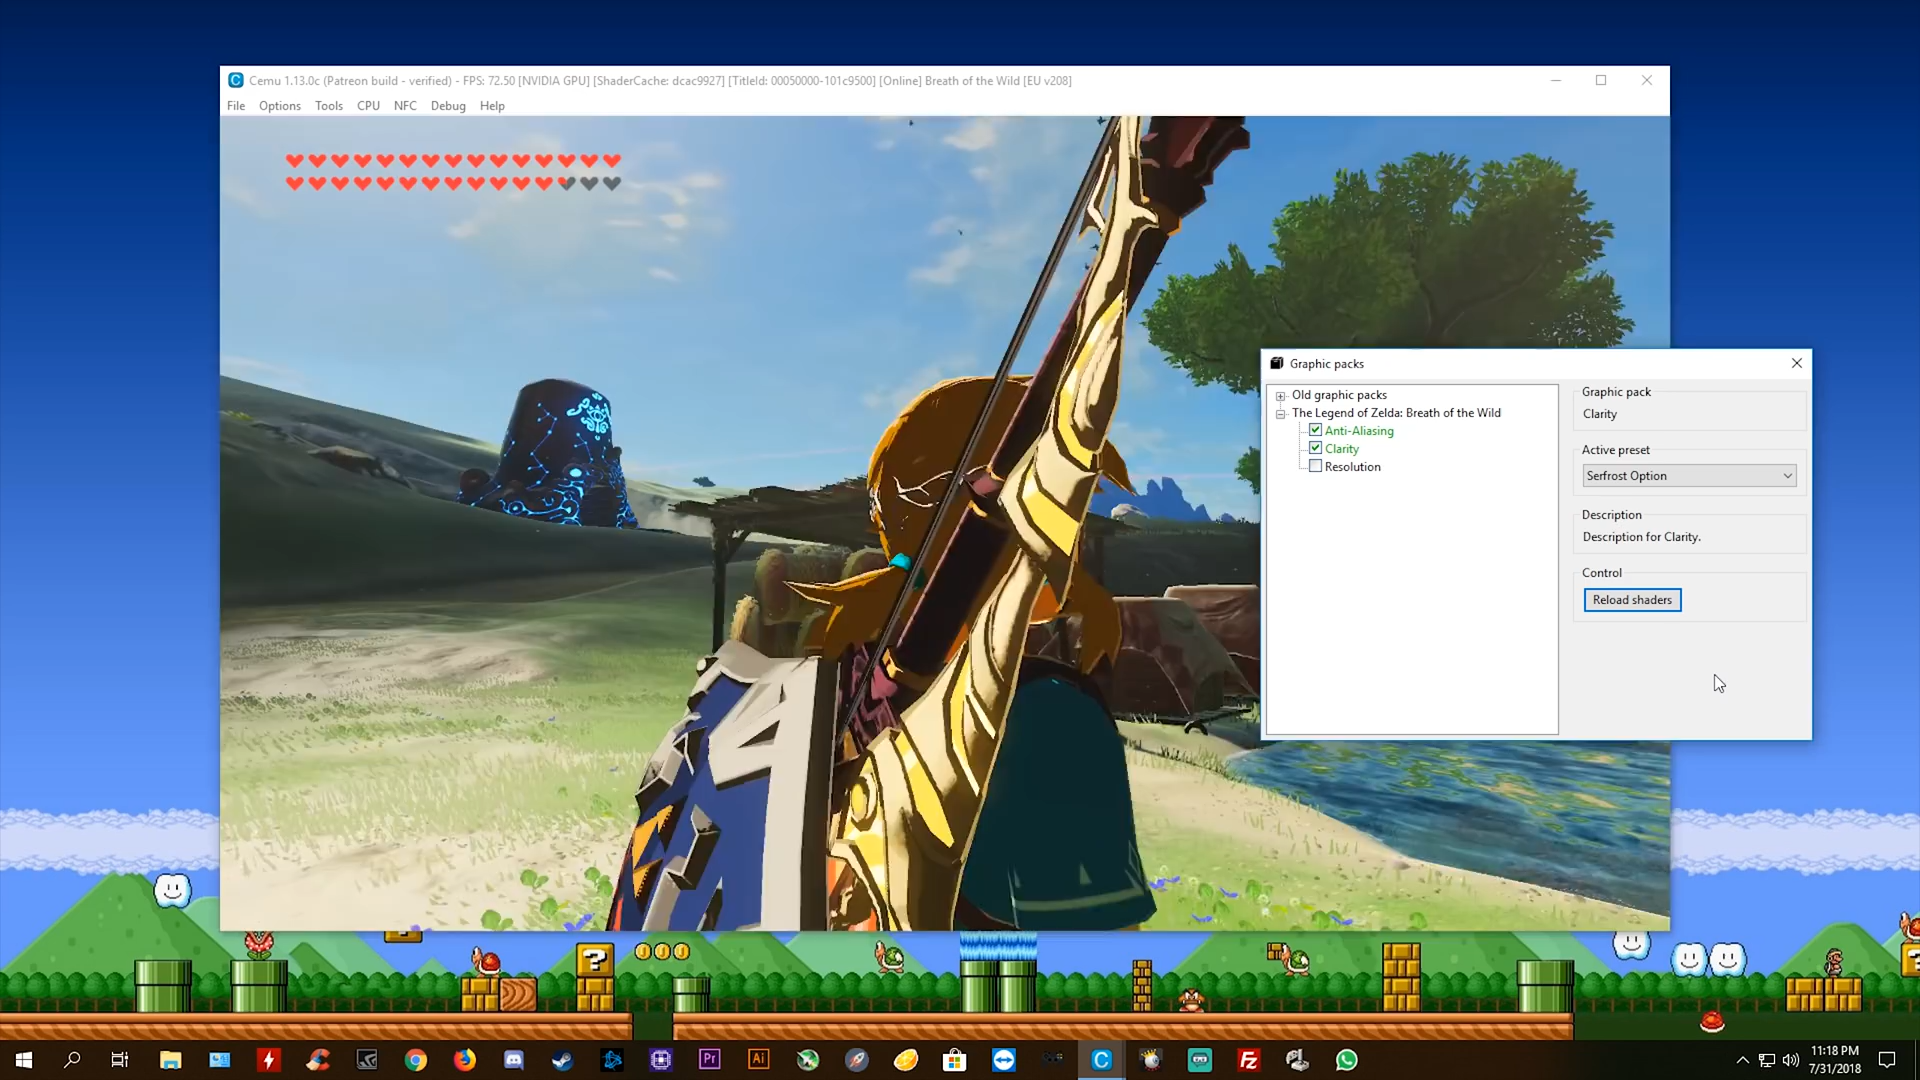 Cemu 1.13.0c (Patreon build - verified) - FPS: 72.50 [NVIDIA GPU] [ShaderCache: dcac9927] [TitleId: 00050000-101c9500] [Online] Breath of the Wild [EU v208]
File Options Tools CPU NFC Debug Help
Graphic packs
Old graphic packs
The Legend of Zelda: Breath of the Wild
Anti-Aliasing
Clarity
Resolution
Graphic pack
Clarity
Active preset
Serfrost Option
Description
Description for Clarity.
Control
Reload shaders
?
Pr
Ai
C
FZ
11:18 PM
7/31/2018